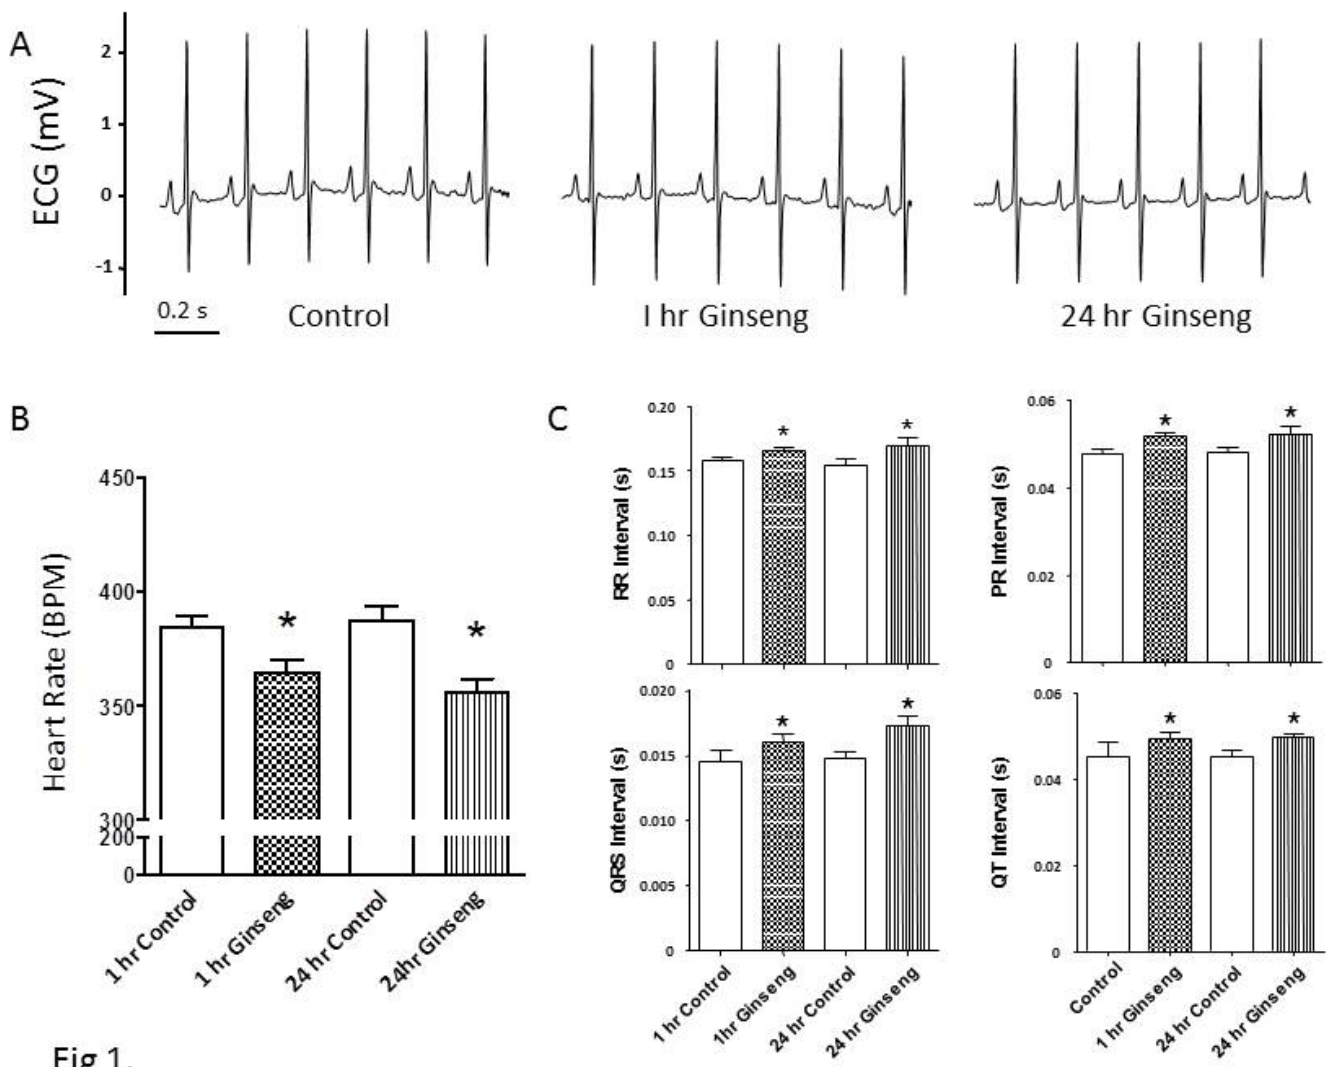 A
ECG (mV)
2
1
0
-1
0.2 s
Control
I hr Ginseng
24 hr Ginseng
B
Heart Rate (BPM)
450
400
350
300
200
0
1 hr Control
1 hr Ginseng
24 hr Control
24hr Ginseng
C
RR Interval (s)
0.20
0.15
0.10
0.05
0
*
*
PR Interval (s)
0.06
0.04
0.02
0
*
*
QRS Interval (s)
0.020
0.015
0.010
0.005
0
*
*
1 hr Control
1hr Ginseng
24 hr Control
24 hr Ginseng
QT Interval (s)
0.06
0.04
0.02
0
*
*
Control
1 hr Ginseng
24 hr Control
24 hr Ginseng
*
*
Fig 1.